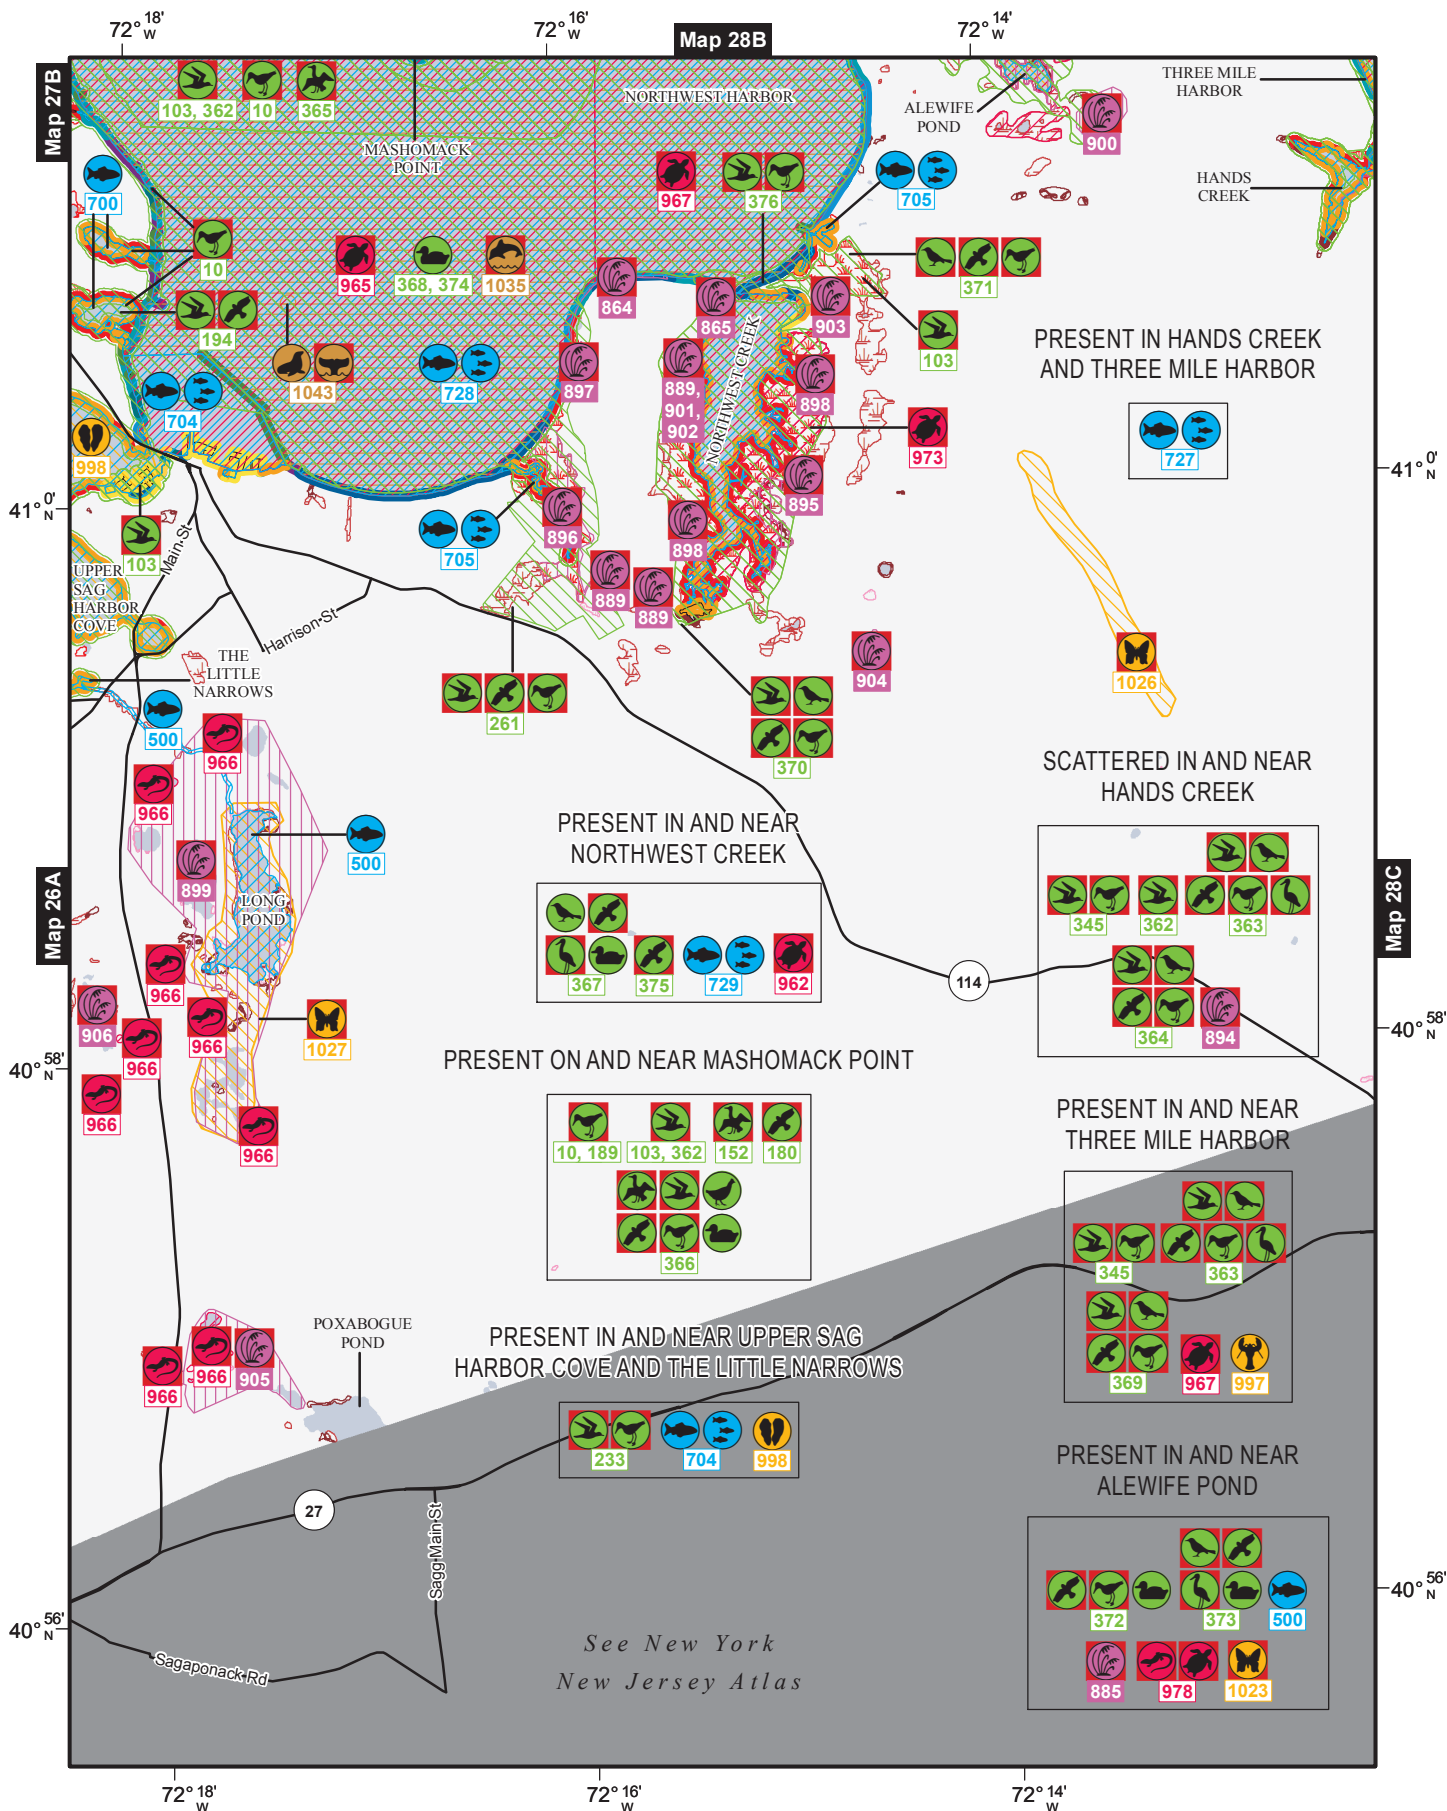 72° 18' W
72° 16' W
Map 28B
72° 14' W
Map 27B
103, 362
10
365
NORTHWEST HARBOR
MASHOMACK
POINT
ALEWIFE
POND
THREE MILE
HARBOR
900
HANDS
CREEK
700
967
376
705
10
965
368, 374
1035
371
194
864
865
903
103
1043
728
897
889,
901,
902
NORTHWEST CREEK
898
973
PRESENT IN HANDS CREEK
AND THREE MILE HARBOR
727
704
998
41° 0' N
41° 0' N
103
Main St
705
896
898
895
UPPER
SAG
HARBOR
COVE
Harrison St
889
889
904
1026
THE
LITTLE
NARROWS
261
370
500
966
966
899
500
LONG
POND
SCATTERED IN AND NEAR
HANDS CREEK
345
362
363
364
894
PRESENT IN AND NEAR
NORTHWEST CREEK
367
375
729
962
Map 26A
Map 28C
114
966
906
966
966
1027
966
966
40° 58' N
40° 58' N
PRESENT ON AND NEAR MASHOMACK POINT
10, 189
103, 362
152
180
366
PRESENT IN AND NEAR
THREE MILE HARBOR
345
363
369
967
997
POXABOGUE
POND
966
966
905
PRESENT IN AND NEAR UPPER SAG
HARBOR COVE AND THE LITTLE NARROWS
233
704
998
27
Sagg Main St
PRESENT IN AND NEAR
ALEWIFE POND
372
373
500
885
978
1023
40° 56' N
40° 56' N
Sagaponack Rd
See New York
New Jersey Atlas
72° 18' W
72° 16' W
72° 14' W